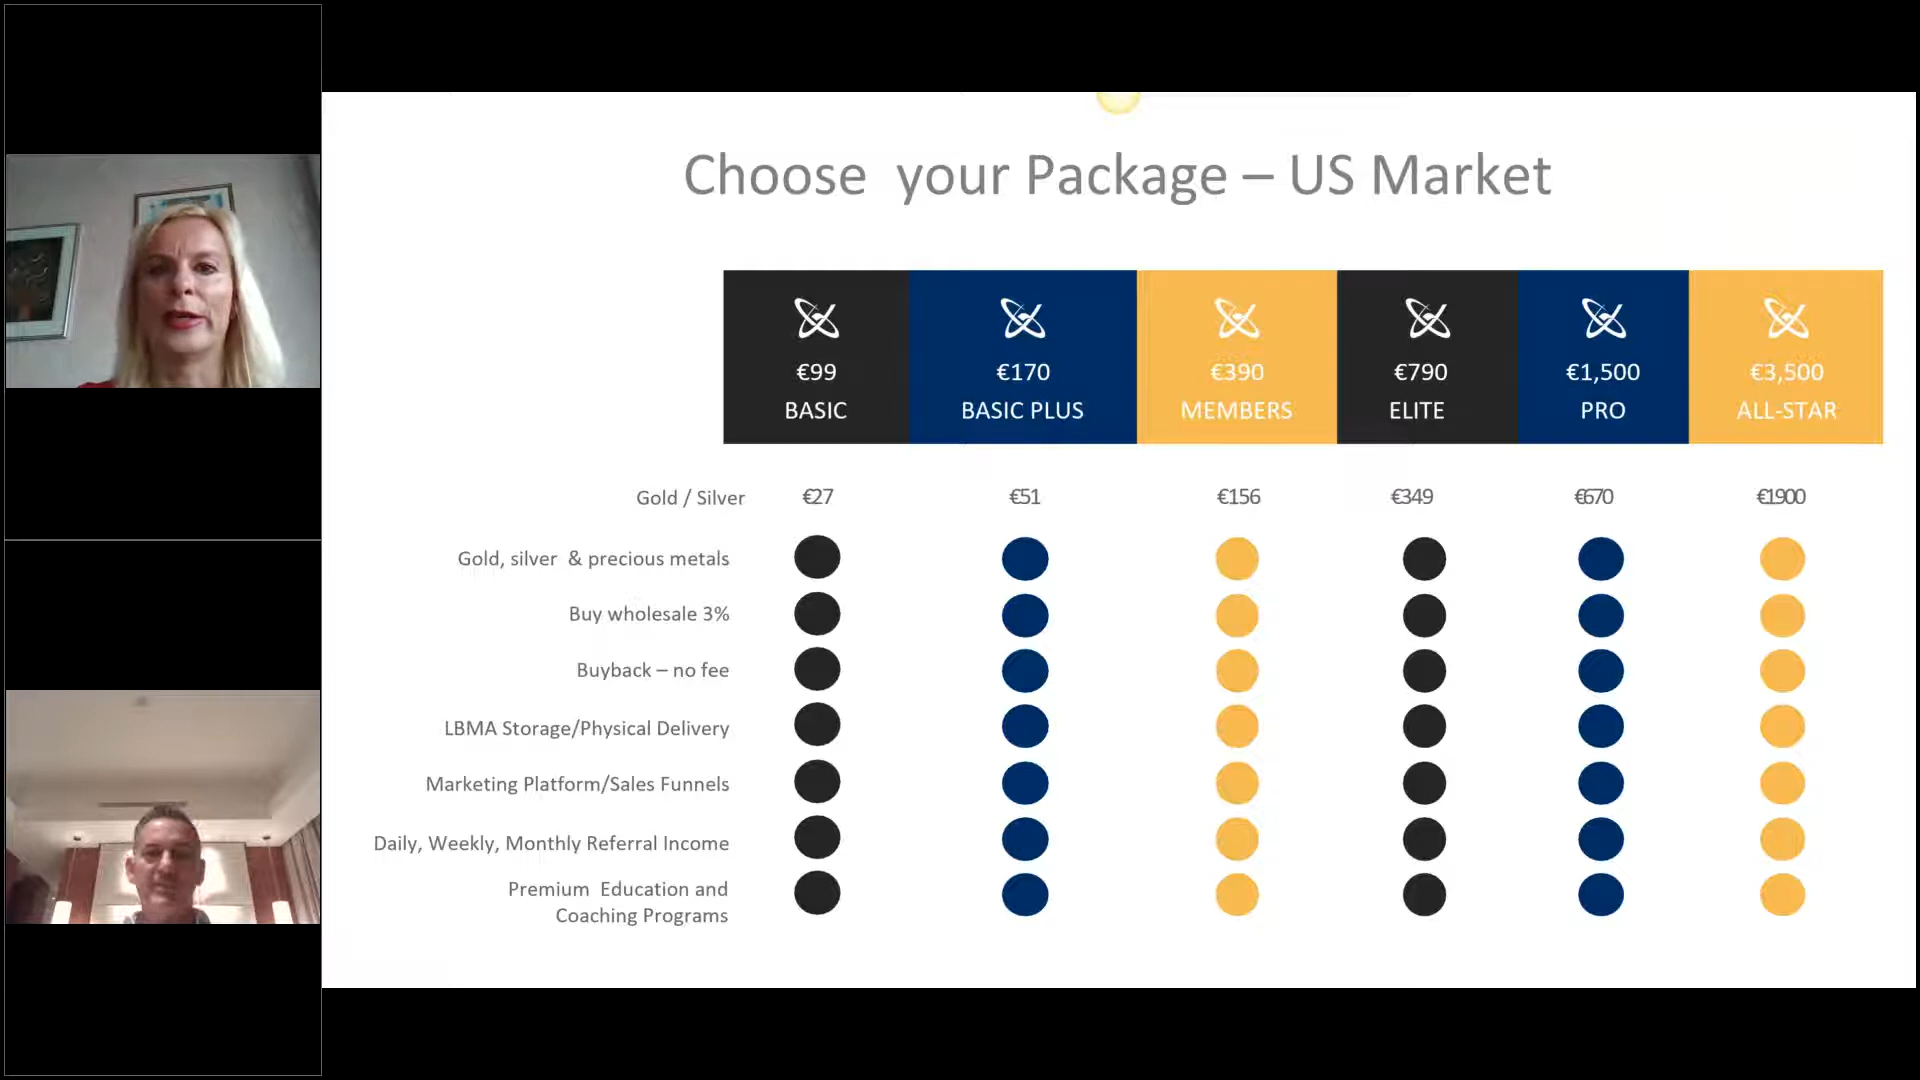 Choose your Package – US Market
€99 €170 €390 €790 €1,500 €3,500
BASIC BASIC PLUS MEMBERS ELITE PRO ALL-STAR
Gold / Silver €27 €51 €156 €349 €670 €1900
Gold, silver & precious metals
Buy wholesale 3%
Buyback – no fee
LBMA Storage/Physical Delivery
Marketing Platform/Sales Funnels
Daily, Weekly, Monthly Referral Income
Premium Education and
Coaching Programs